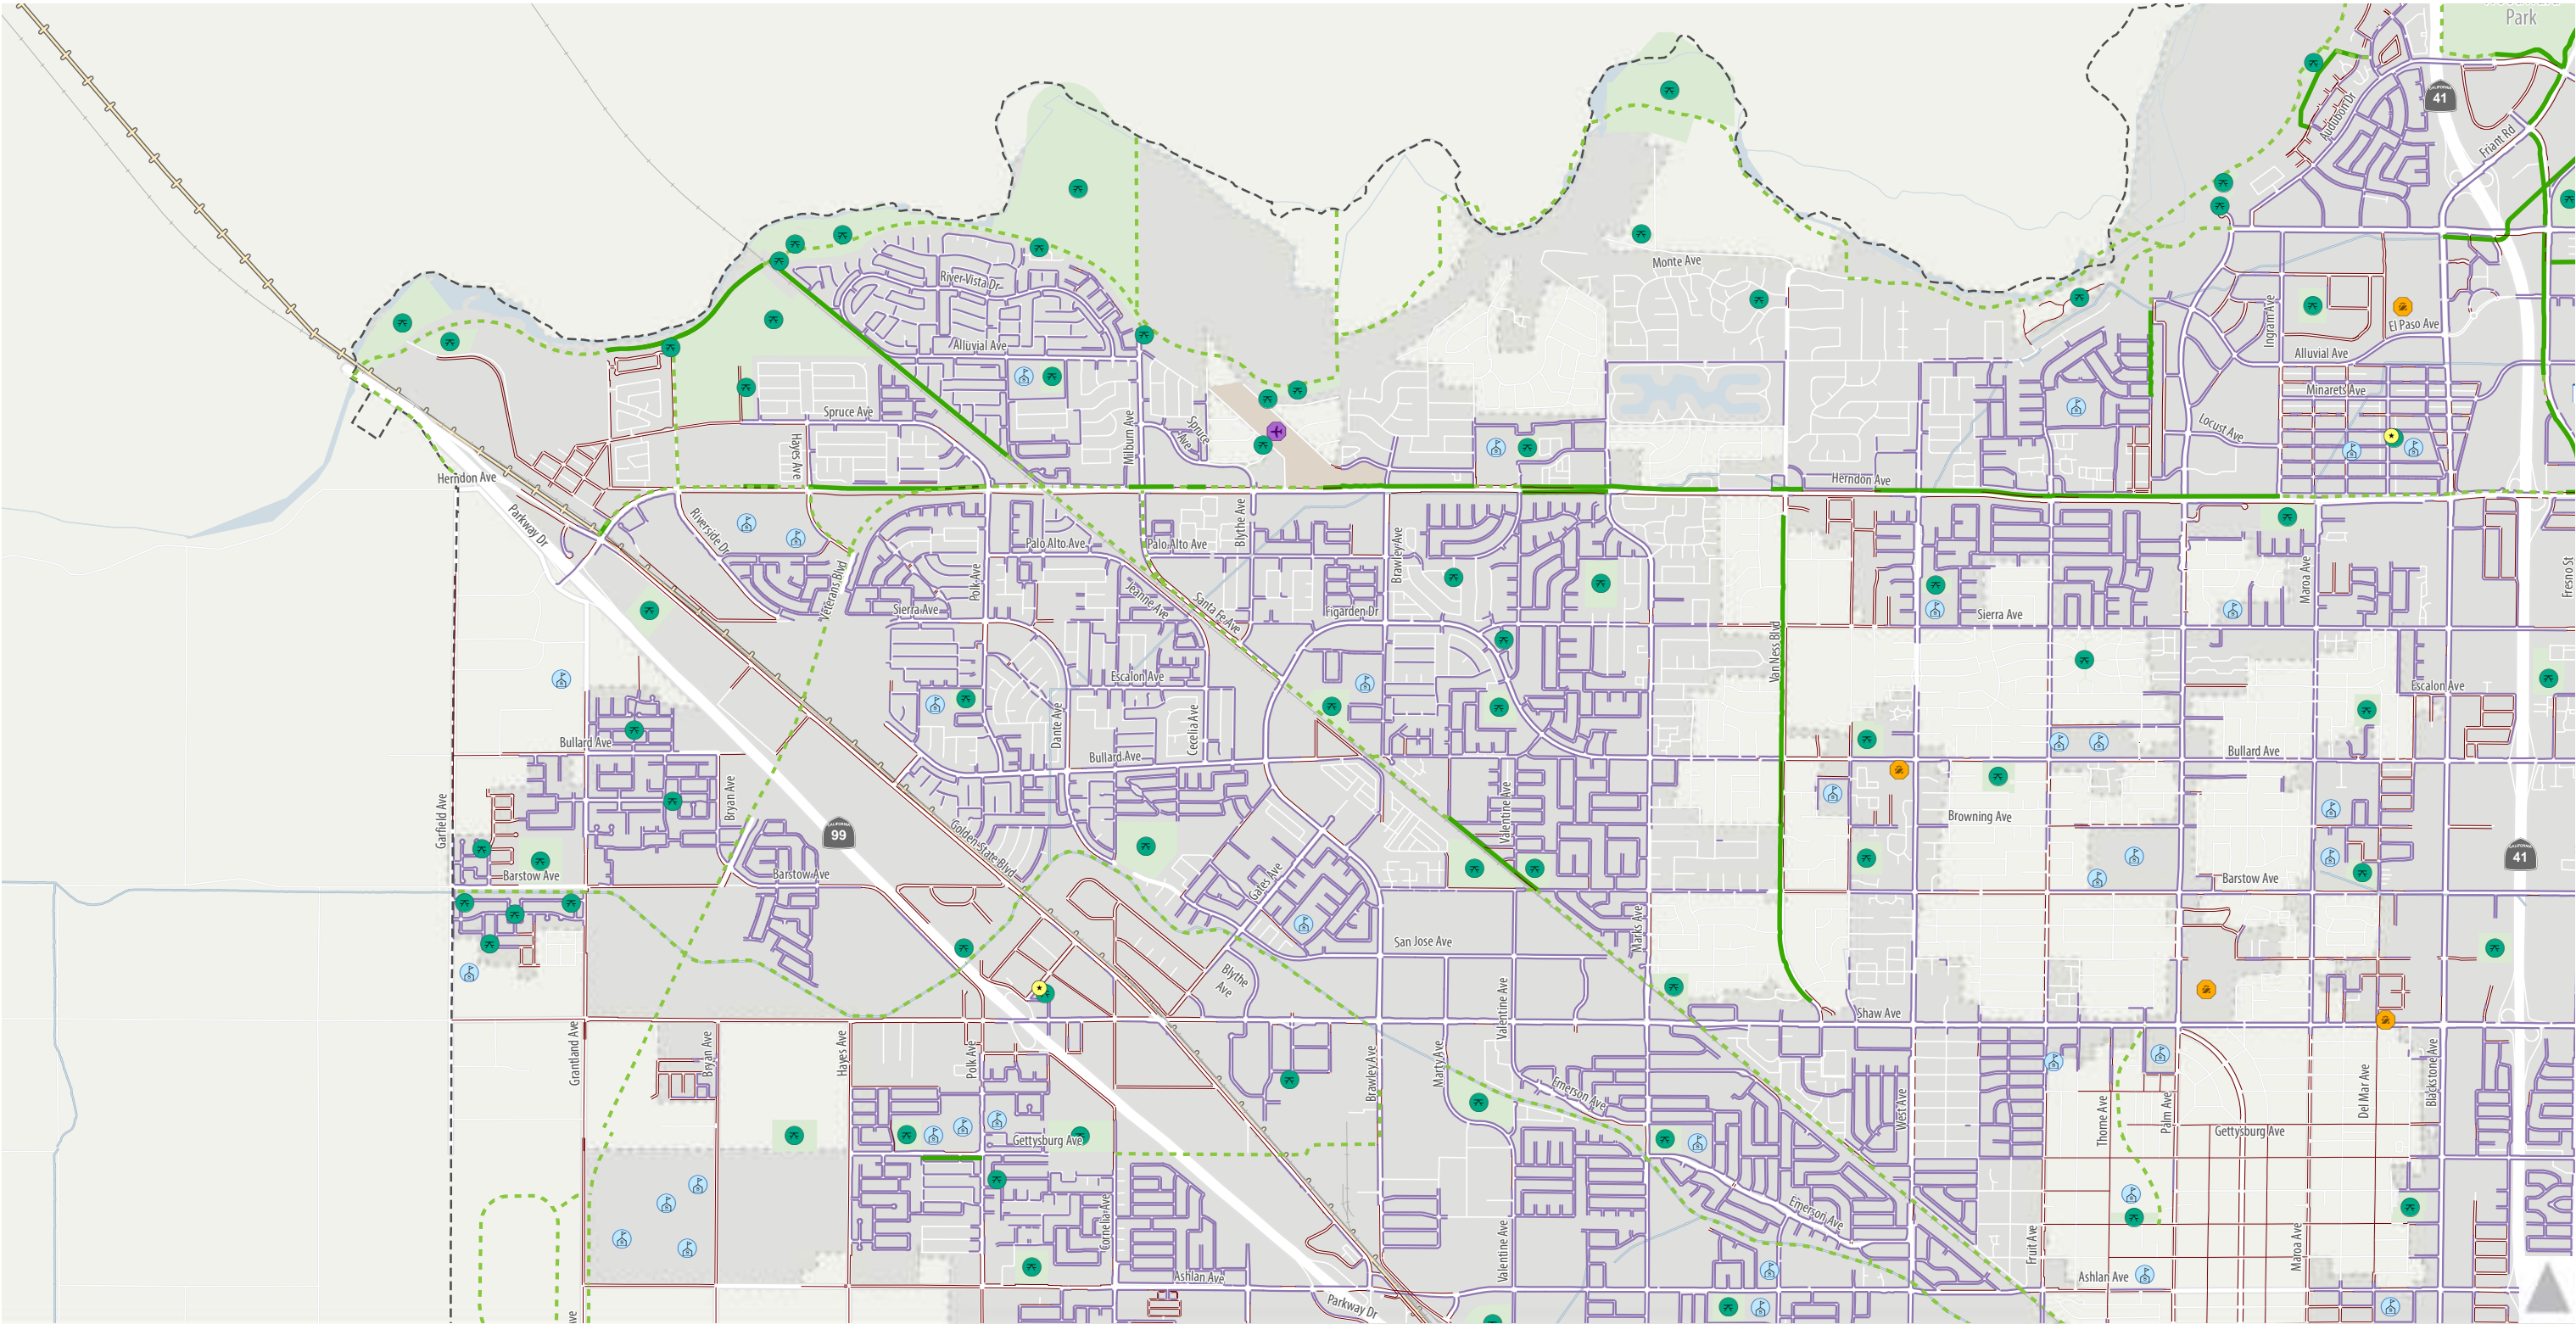 Park
CALIFORNIA
41
Audubon Dr
Friant Rd
Monte Ave
River Vista Dr
Ingram Ave
El Paso Ave
Alluvial Ave
Alluvial Ave
Minarets Ave
Spruce Ave
Milburn Ave
Spruce
Ave
Locust Ave
Hayes Ave
Herndon Ave
Herndon Ave
Parkway Dr
Riverside Dr
Blythe Ave
Palo Alto Ave
Palo Alto Ave
Brawley Ave
Veterans Blvd
Polk Ave
Jeanne Ave
Santa Fe Ave
Maroa Ave
Fresno St
Sierra Ave
Figarden Dr
Sierra Ave
Van Ness Blvd
Escalon Ave
Escalon Ave
Dante Ave
Cecelia Ave
Bullard Ave
Bullard Ave
Bullard Ave
Bryan Ave
Valentine Ave
Garfield Ave
CALIFORNIA
99
Browning Ave
Golden State Blvd
CALIFORNIA
41
Barstow Ave
Barstow Ave
Gates Ave
Barstow Ave
Marks Ave
San Jose Ave
Blythe
Ave
Valentine Ave
Shaw Ave
Grantland Ave
Bryan Ave
Hayes Ave
Polk Ave
Brawley Ave
Marty Ave
Emerson Ave
West Ave
Thorne Ave
Palm Ave
Del Mar Ave
Blackstone Ave
Gettysburg Ave
Gettysburg Ave
Cornelia Ave
Emerson Ave
Valentine Ave
Fruit Ave
Maroa Ave
Ashlan Ave
Ashlan Ave
Parkway Dr
ve